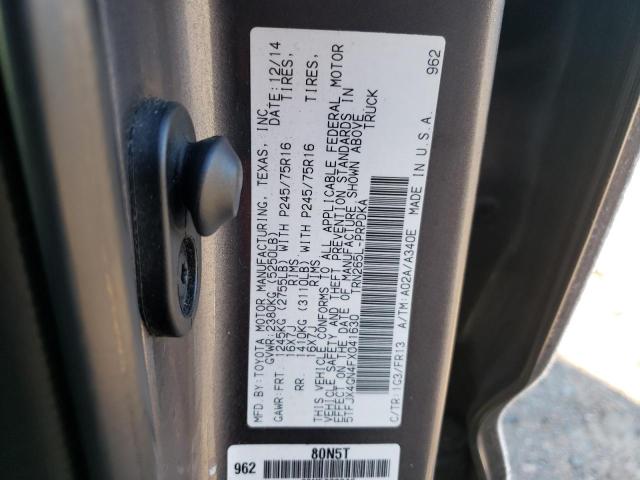 MFD.BY:TOYOTA MOTOR MANUFACTURING, TEXAS, INC. DATE:12/14
GVWR:2380KG (5250LB)
GAWR:FRT. 1245KG (2755LB) WITH P245/75R16 TIRES,
16X7J RIMS
RR. 1410KG (3110LB) WITH P245/75R16 TIRES,
16X7J RIMS
THIS VEHICLE CONFORMS TO ALL APPLICABLE FEDERAL MOTOR
VEHICLE SAFETY AND THEFT PREVENTION STANDARDS IN
EFFECT ON THE DATE OF MANUFACTURE SHOWN ABOVE
5TFJX4GN4FX041630 TRN265L-PRPDKA TRUCK
C/TR:1G3/FR13 A/TM:A02A/A340E MADE IN U.S.A. 962
962 80N5T